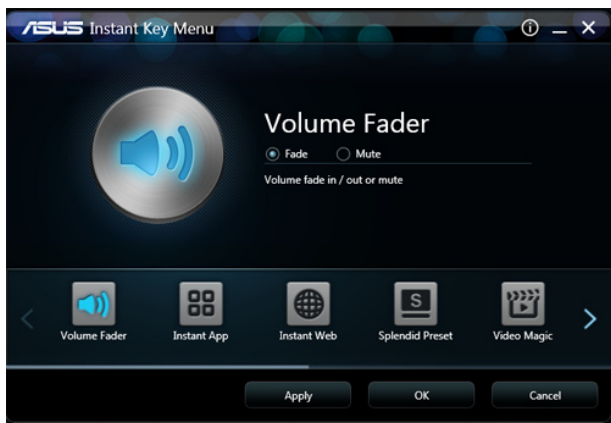 ASUS Instant Key Menu
Volume Fader
Fade Mute
Volume fade in / out or mute
S
Volume Fader Instant App Instant Web Splendid Preset Video Magic
Apply OK Cancel